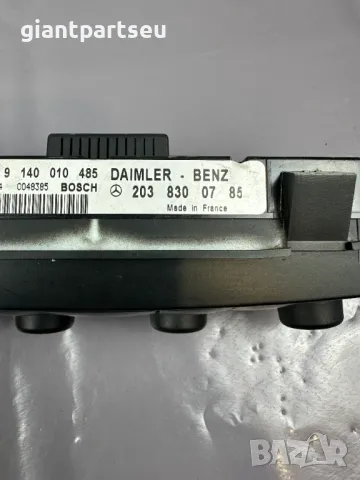 giantpartseu
9 140 010 485 DAIMLER - BENZ
C048385 BOSCH 203 830 07 85
Made in France
BAZAR